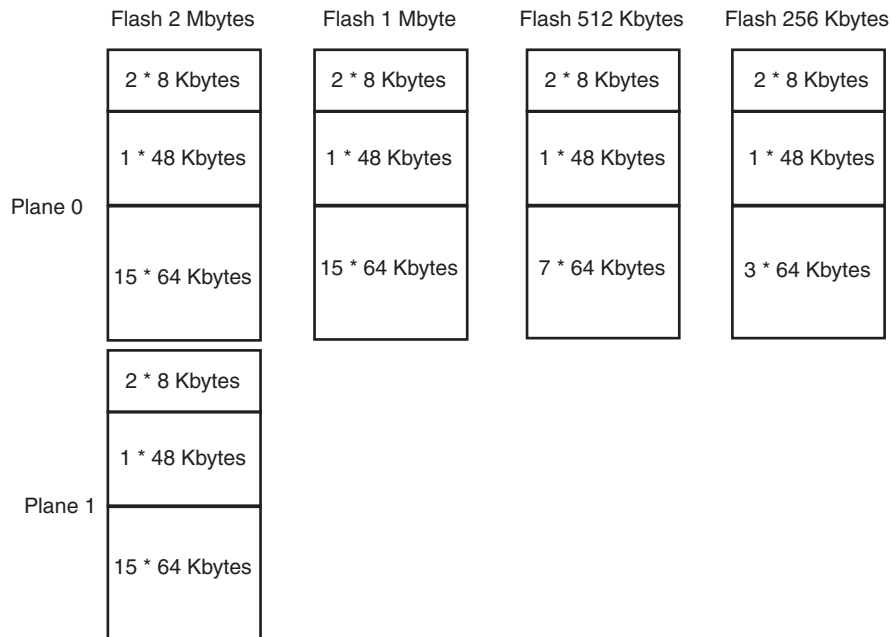 Flash 2 Mbytes Flash 1 Mbyte Flash 512 Kbytes Flash 256 Kbytes
2 * 8 Kbytes 2 * 8 Kbytes 2 * 8 Kbytes 2 * 8 Kbytes
1 * 48 Kbytes 1 * 48 Kbytes 1 * 48 Kbytes 1 * 48 Kbytes
Plane 0
15 * 64 Kbytes 15 * 64 Kbytes 7 * 64 Kbytes 3 * 64 Kbytes
2 * 8 Kbytes
1 * 48 Kbytes
Plane 1
15 * 64 Kbytes